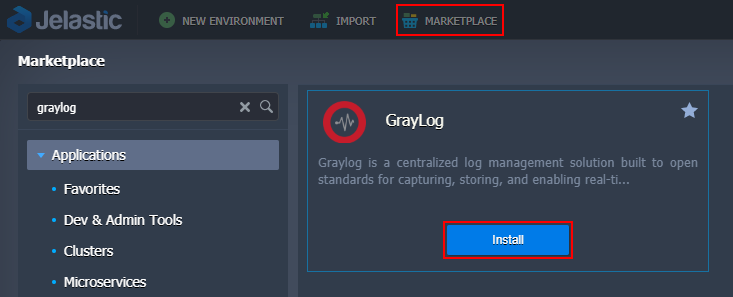 Jelastic NEW ENVIRONMENT IMPORT MARKETPLACE
Marketplace
graylog
Applications
Favorites
Dev & Admin Tools
Clusters
Microservices
GrayLog
Graylog is a centralized log management solution built to open
standards for capturing, storing, and enabling real-ti...
Install